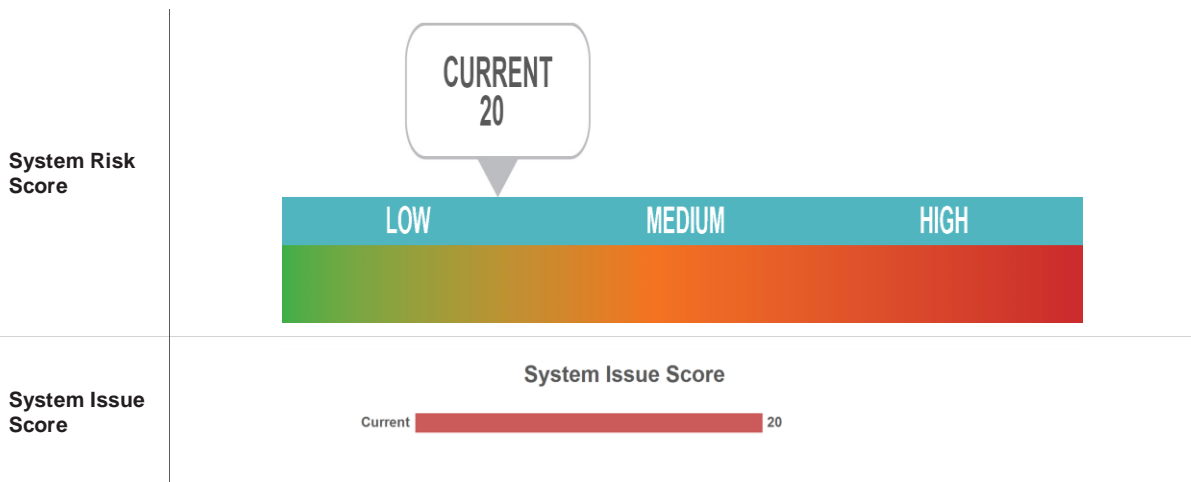 System Risk
Score
CURRENT
20
LOW MEDIUM HIGH
System Issue
Score
System Issue Score
Current 20